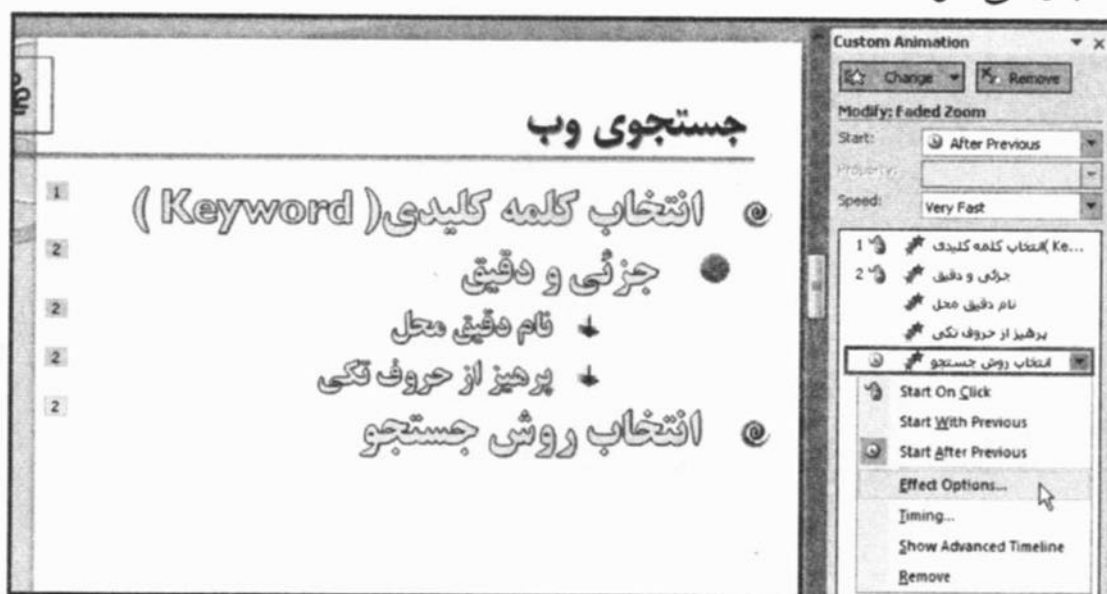 جستجوی وب
1
انتخاب کلمه کلیدی( Keyword )
2
جزئی و دقیق
2
نام دقیق محل
2
پرهیز از حروف تکی
2
انتخاب روش جستجو
Custom Animation
Change Remove
Modify: Faded Zoom
Start: After Previous
Property:
Speed: Very Fast
1 انتخاب کلمه کلیدی( Ke...
2 جزئی و دقیق
نام دقیق محل
پرهیز از حروف تکی
انتخاب روش جستجو
Start On Click
Start With Previous
Start After Previous
Effect Options...
Timing...
Show Advanced Timeline
Remove